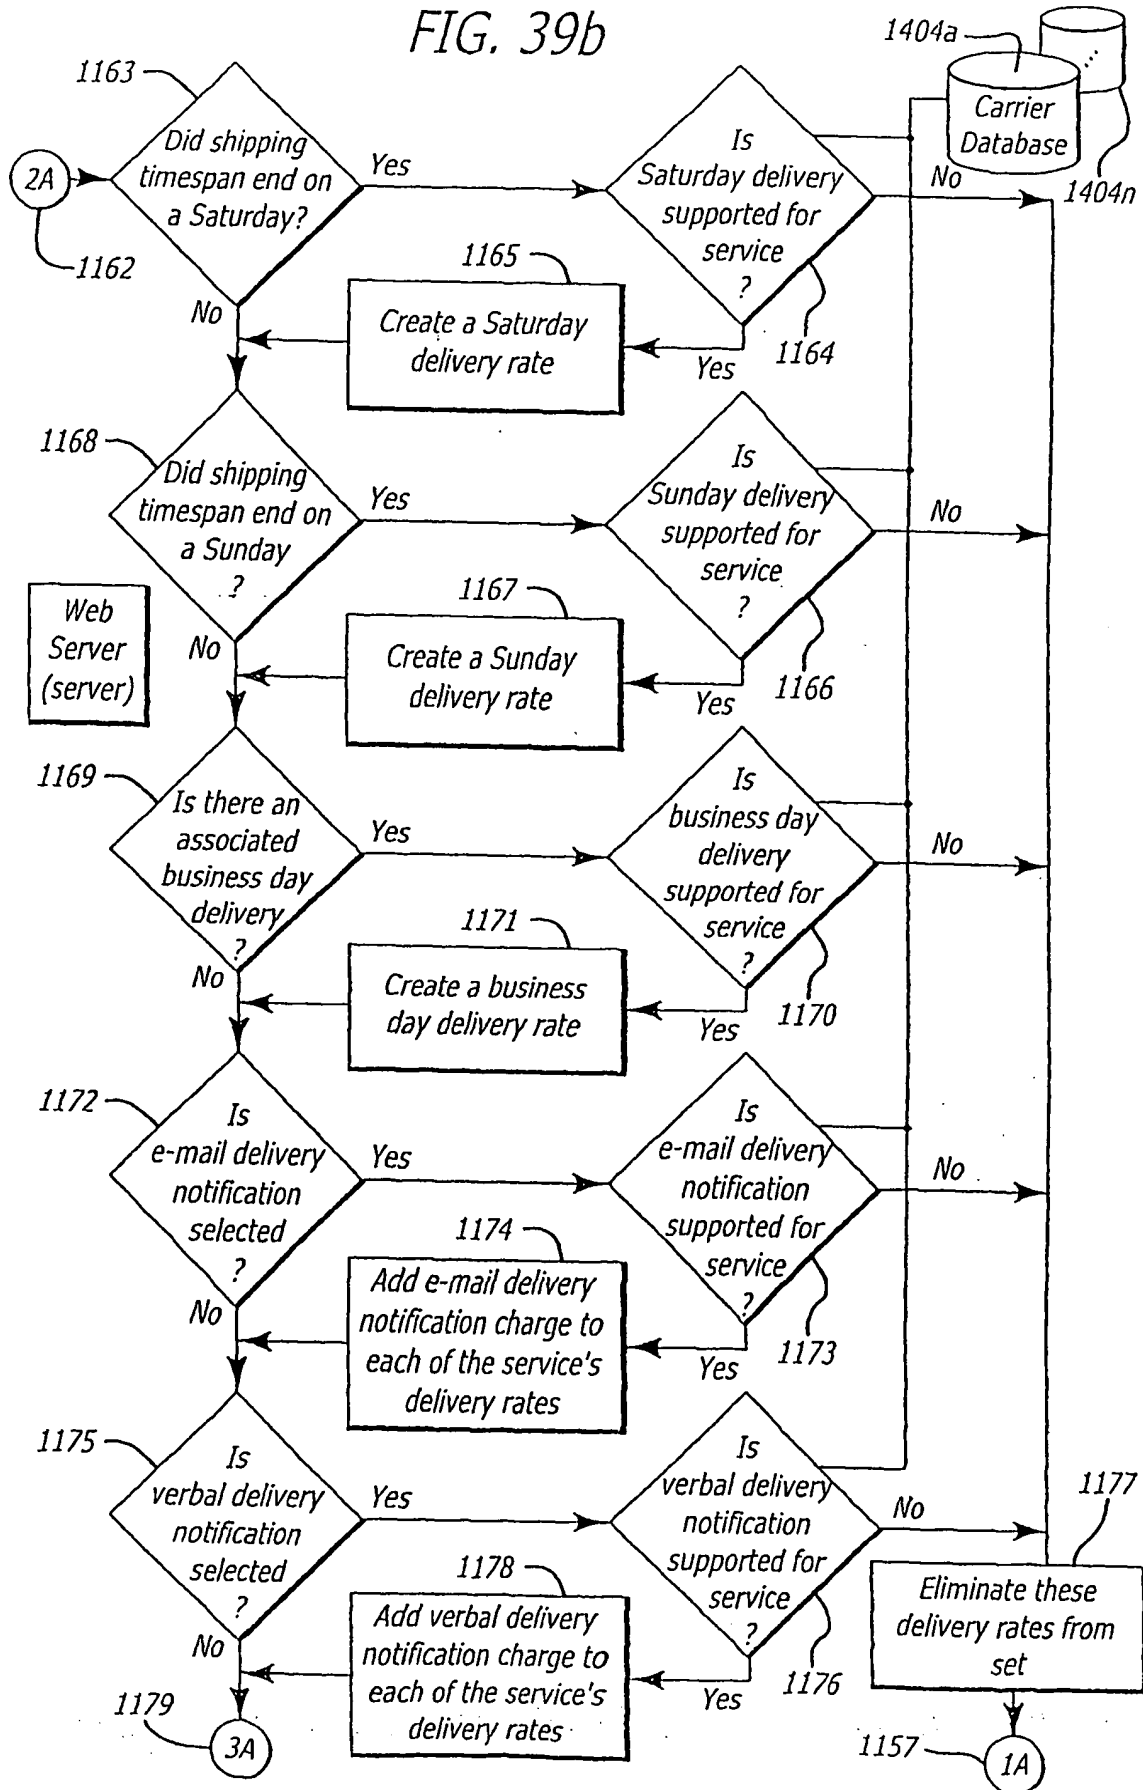 FIG. 39b
1404a
Carrier
Database
1404n
1163
Did shipping
timespan end on
a Saturday?
2A
1162
Yes
No
Is
Saturday delivery
supported for
service
?
No
1164
Yes
1165
Create a Saturday
delivery rate
1168
Did shipping
timespan end on
a Sunday
?
Yes
No
Is
Sunday delivery
supported for
service
?
No
1166
Yes
1167
Create a Sunday
delivery rate
Web
Server
(server)
1169
Is there an
associated
business day
delivery
?
Yes
No
Is
business day
delivery
supported for
service
?
No
1170
Yes
1171
Create a business
day delivery rate
1172
Is
e-mail delivery
notification
selected
?
Yes
No
Is
e-mail delivery
notification
supported for
service
?
No
1173
Yes
1174
Add e-mail delivery
notification charge to
each of the service's
delivery rates
1175
Is
verbal delivery
notification
selected
?
Yes
No
Is
verbal delivery
notification
supported for
service
?
No
1176
Yes
1178
Add verbal delivery
notification charge to
each of the service's
delivery rates
1177
Eliminate these
delivery rates from
set
1179
3A
1157
1A